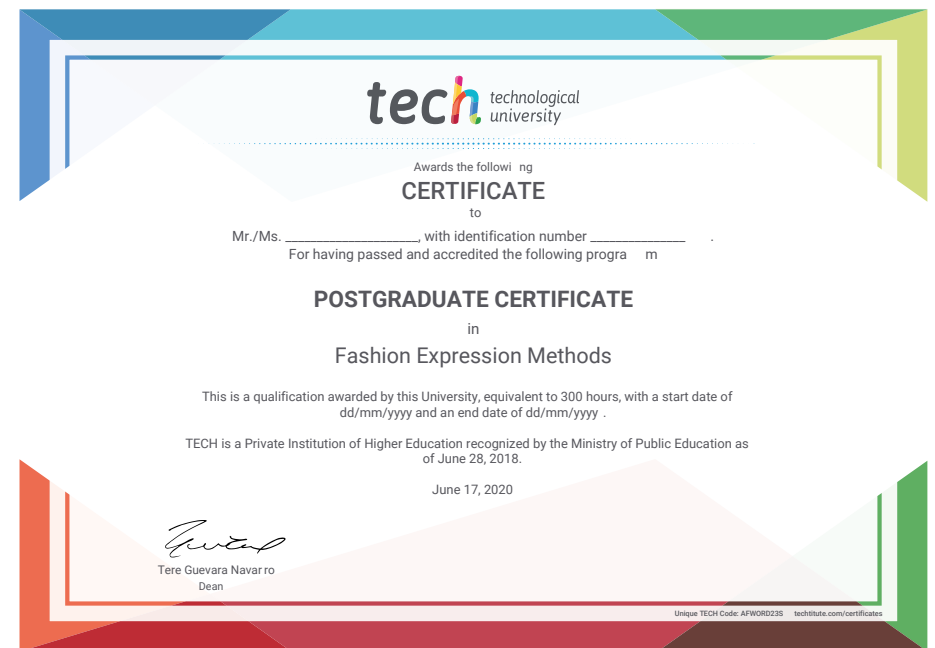 tech technological
university
Awards the followi ng
CERTIFICATE
to
Mr./Ms. ____________________, with identification number ______________ .
For having passed and accredited the following progra m
POSTGRADUATE CERTIFICATE
in
Fashion Expression Methods
This is a qualification awarded by this University, equivalent to 300 hours, with a start date of
dd/mm/yyyy and an end date of dd/mm/yyyy .
TECH is a Private Institution of Higher Education recognized by the Ministry of Public Education as
of June 28, 2018.
June 17, 2020
Tere Guevara Navar ro
Dean
Unique TECH Code: AFWORD23S techtitute.com/certificates